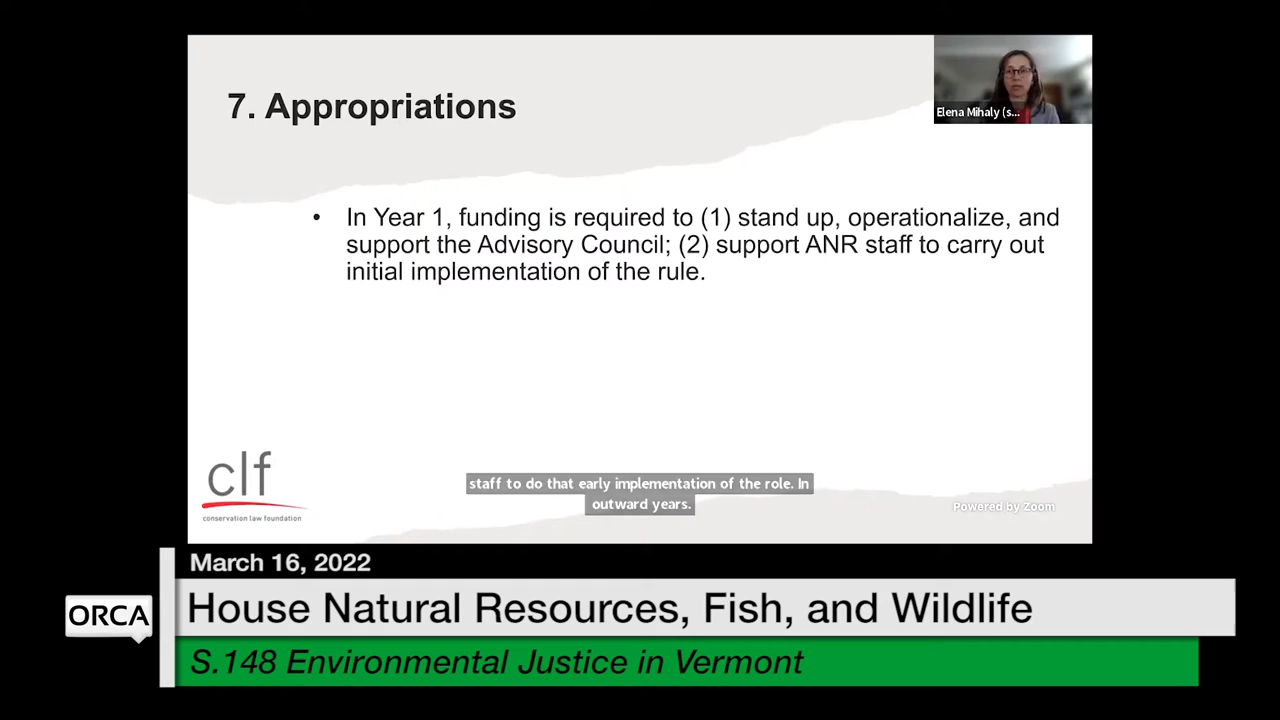 7. Appropriations
Elena Mihaly (s...
• In Year 1, funding is required to (1) stand up, operationalize, and
support the Advisory Council; (2) support ANR staff to carry out
initial implementation of the rule.
clf
conservation law foundation
staff to do that early implementation of the role. In
outward years.
Powered by Zoom
March 16, 2022
ORCA
House Natural Resources, Fish, and Wildlife
S.148 Environmental Justice in Vermont